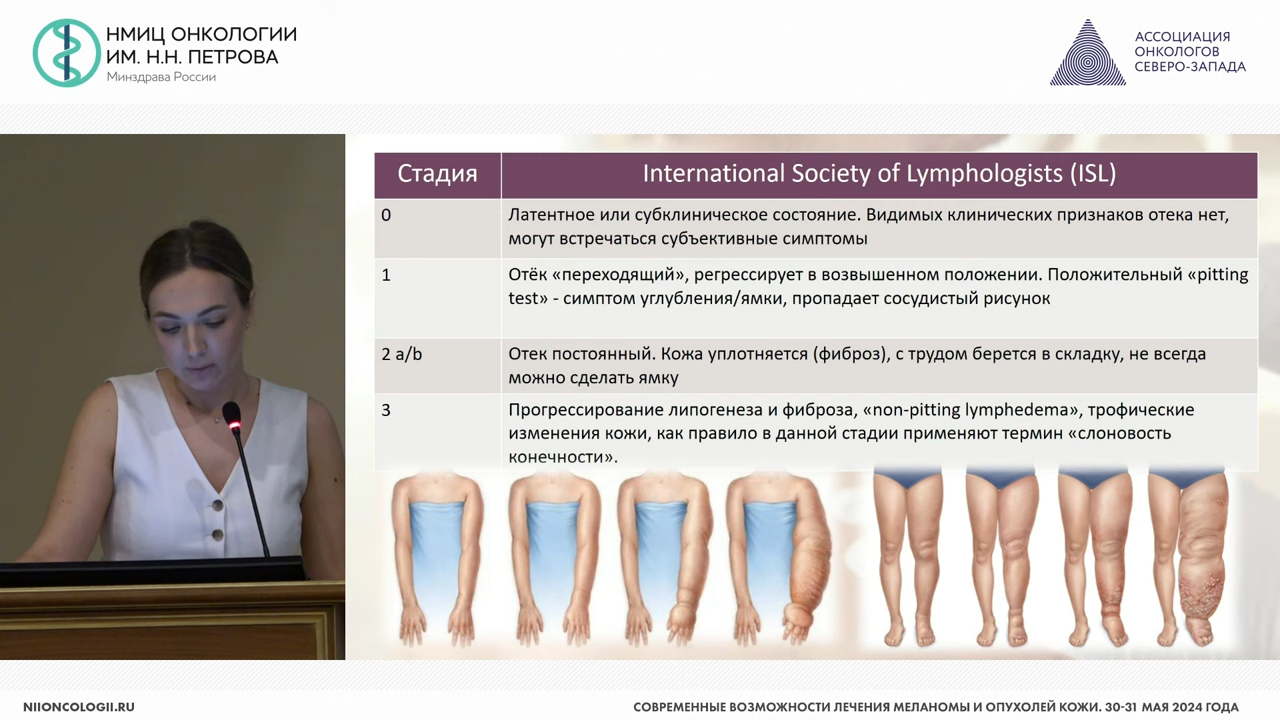 НМИЦ ОНКОЛОГИИ
ИМ. Н.Н. ПЕТРОВА
Минздрава России
АССОЦИАЦИЯ
ОНКОЛОГОВ
СЕВЕРО-ЗАПАДА
Стадия
International Society of Lymphologists (ISL)
0
Латентное или субклиническое состояние. Видимых клинических признаков отека нет,
могут встречаться субъективные симптомы
1
Отёк «переходящий», регрессирует в возвышенном положении. Положительный «pitting
test» - симптом углубления/ямки, пропадает сосудистый рисунок
2 a/b
Отек постоянный. Кожа уплотняется (фиброз), с трудом берется в складку, не всегда
можно сделать ямку
3
Прогрессирование липогенеза и фиброза, «non-pitting lymphedema», трофические
изменения кожи, как правило в данной стадии применяют термин «слоновость
конечности».
NIIONCOLOGII.RU
СОВРЕМЕННЫЕ ВОЗМОЖНОСТИ ЛЕЧЕНИЯ МЕЛАНОМЫ И ОПУХОЛЕЙ КОЖИ. 30-31 МАЯ 2024 ГОДА